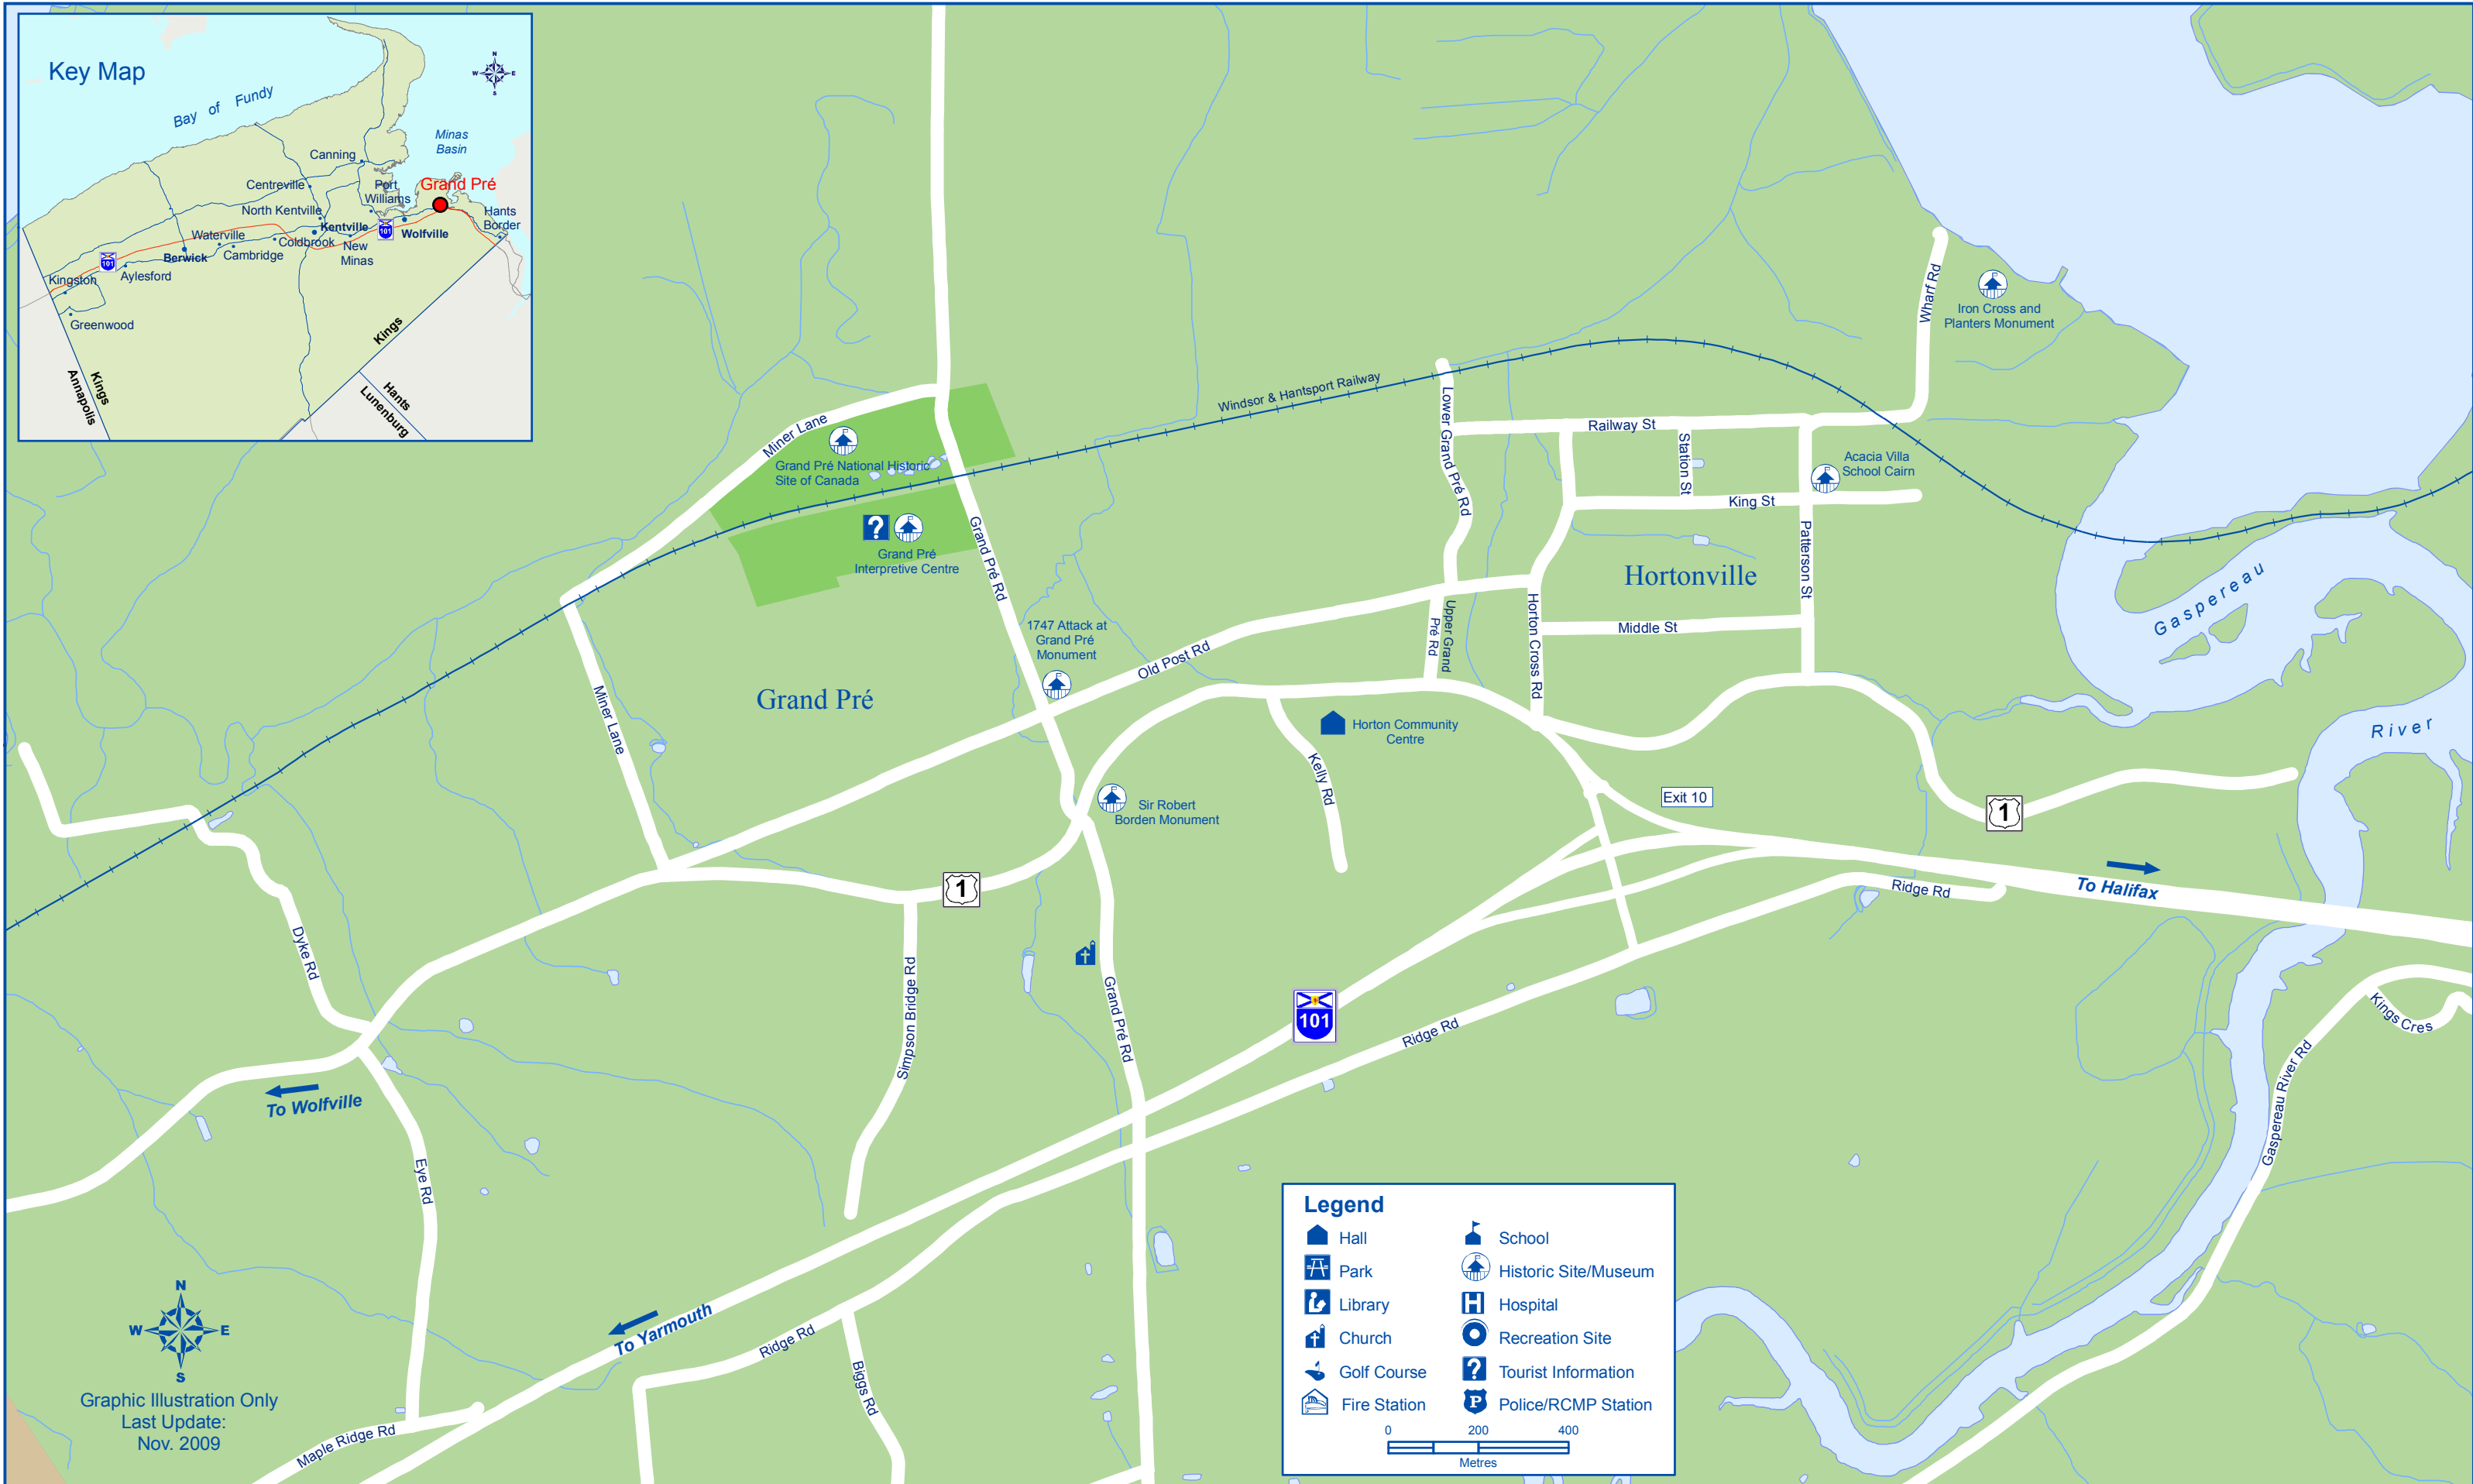 Key Map
N
W
E
S
Bay of Fundy
Minas
Basin
Canning
Centreville
Port
Williams
Grand Pré
North Kentville
Kentville
Hants
Border
101
Wolfville
Waterville
Coldbrook
New
Minas
Berwick
Cambridge
101
Kingston
Aylesford
Greenwood
Kings
Kings
Annapolis
Hants
Lunenburg
Wharf Rd
Iron Cross and
Planters Monument
Windsor & Hantsport Railway
Miner Lane
Grand Pré National Historic
Site of Canada
Lower Grand Pré Rd
Railway St
Station St
Acacia Villa
School Cairn
King St
?
Grand Pré
Interpretive Centre
Grand Pré Rd
Patterson St
Hortonville
Gaspereau
River
1747 Attack at
Grand Pré
Monument
Old Post Rd
Upper Grand
Pré Rd
Horton Cross Rd
Middle St
Grand Pré
Miner Lane
Horton Community
Centre
Kelly Rd
Sir Robert
Borden Monument
Exit 10
1
1
To Halifax
Ridge Rd
Dyke Rd
Simpson Bridge Rd
Grand Pré Rd
101
Ridge Rd
Kings Cres
Gaspereau River Rd
To Wolfville
Eye Rd
To Yarmouth
Ridge Rd
Biggs Rd
Maple Ridge Rd
N
W
E
S
Graphic Illustration Only
Last Update:
Nov. 2009
Legend
Hall
School
Park
Historic Site/Museum
Library
H
Hospital
Church
Recreation Site
Golf Course
?
Tourist Information
Fire Station
P
Police/RCMP Station
0 200 400
Metres